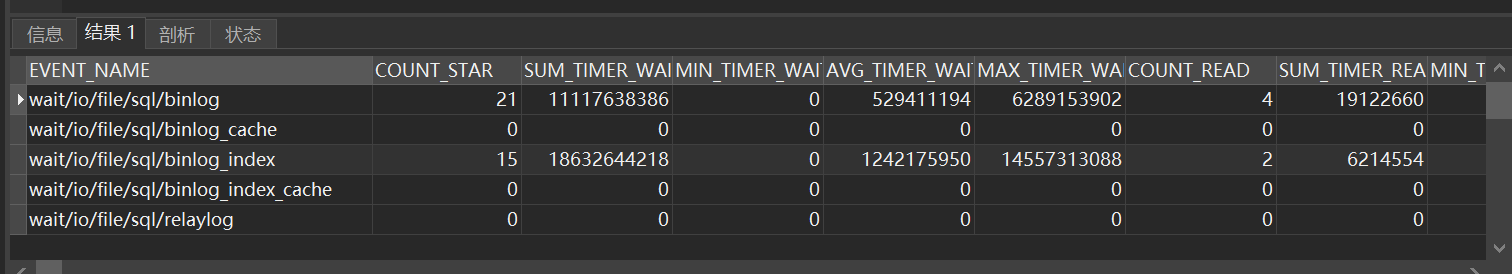 信息 结果 1 剖析 状态
EVENT_NAME COUNT_STAR SUM_TIMER_WAI MIN_TIMER_WAI AVG_TIMER_WAI MAX_TIMER_WAI COUNT_READ SUM_TIMER_REA MIN_T
wait/io/file/sql/binlog 21 11117638386 0 529411194 6289153902 4 19122660
wait/io/file/sql/binlog_cache 0 0 0 0 0 0 0
wait/io/file/sql/binlog_index 15 18632644218 0 1242175950 14557313088 2 6214554
wait/io/file/sql/binlog_index_cache 0 0 0 0 0 0 0
wait/io/file/sql/relaylog 0 0 0 0 0 0 0